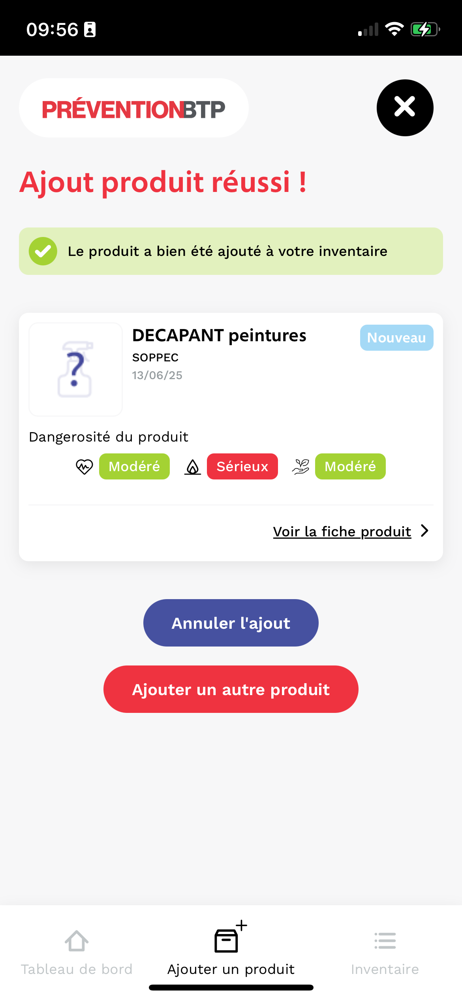 09:56
PRÉVENTIONBTP
Ajout produit réussi !
Le produit a bien été ajouté à votre inventaire
DECAPANT peintures
Nouveau
SOPPEC
13/06/25
?
Dangerosité du produit
Modéré
Sérieux
Modéré
Voir la fiche produit
Annuler l'ajout
Ajouter un autre produit
Tableau de bord
Ajouter un produit
Inventaire